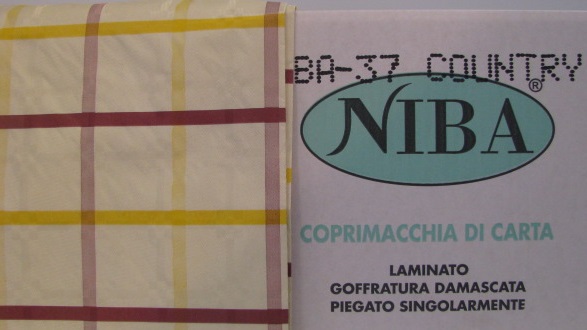 BA-37 COUNTRY
NIBA®
COPRIMACCHIA DI CARTA
LAMINATO
GOFFRATURA DAMASCATA
PIEGATO SINGOLARMENTE